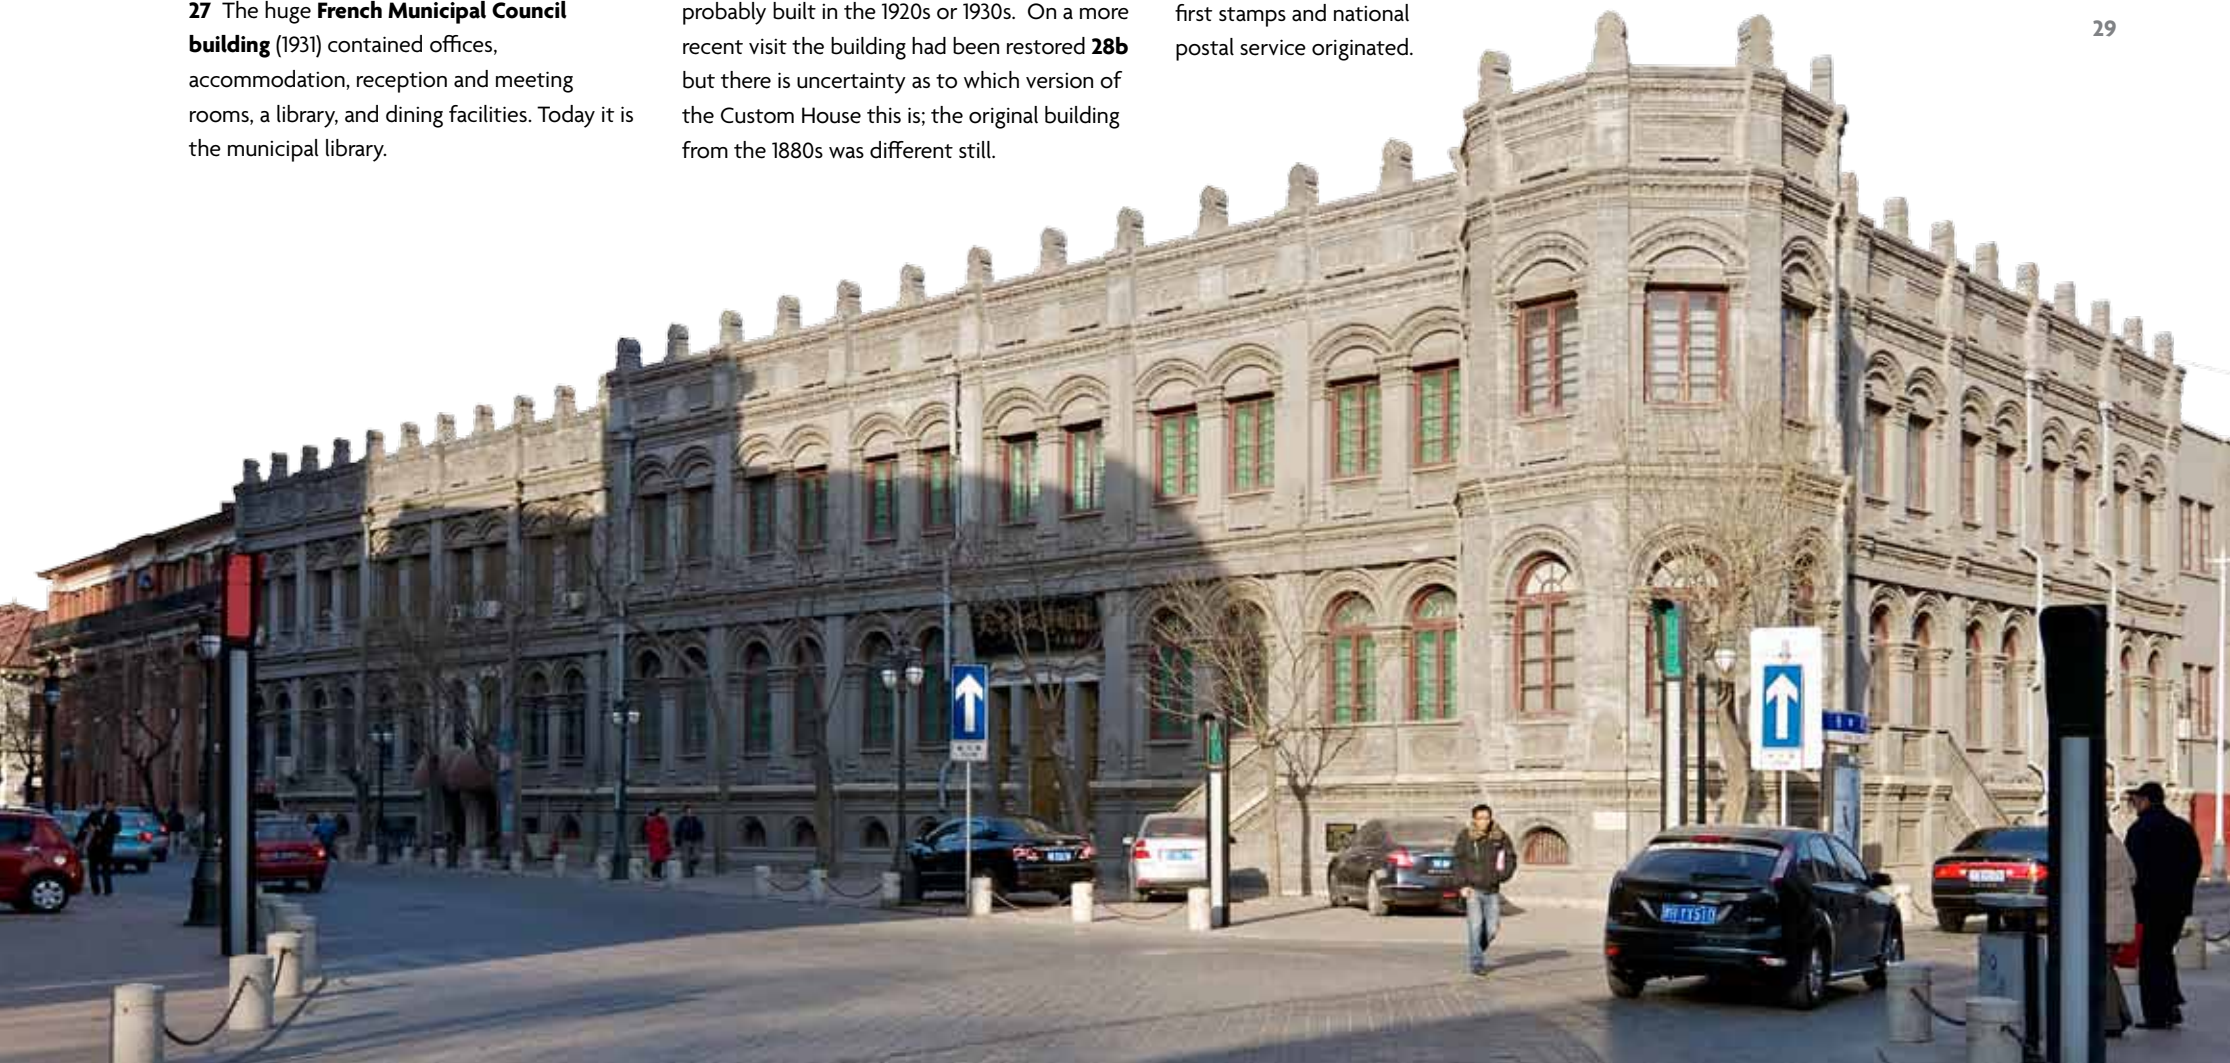 27 The huge French Municipal Council
building (1931) contained offices,
accommodation, reception and meeting
rooms, a library, and dining facilities. Today it is
the municipal library.
probably built in the 1920s or 1930s. On a more
recent visit the building had been restored 28b
but there is uncertainty as to which version of
the Custom House this is; the original building
from the 1880s was different still.
first stamps and national
postal service originated.
29